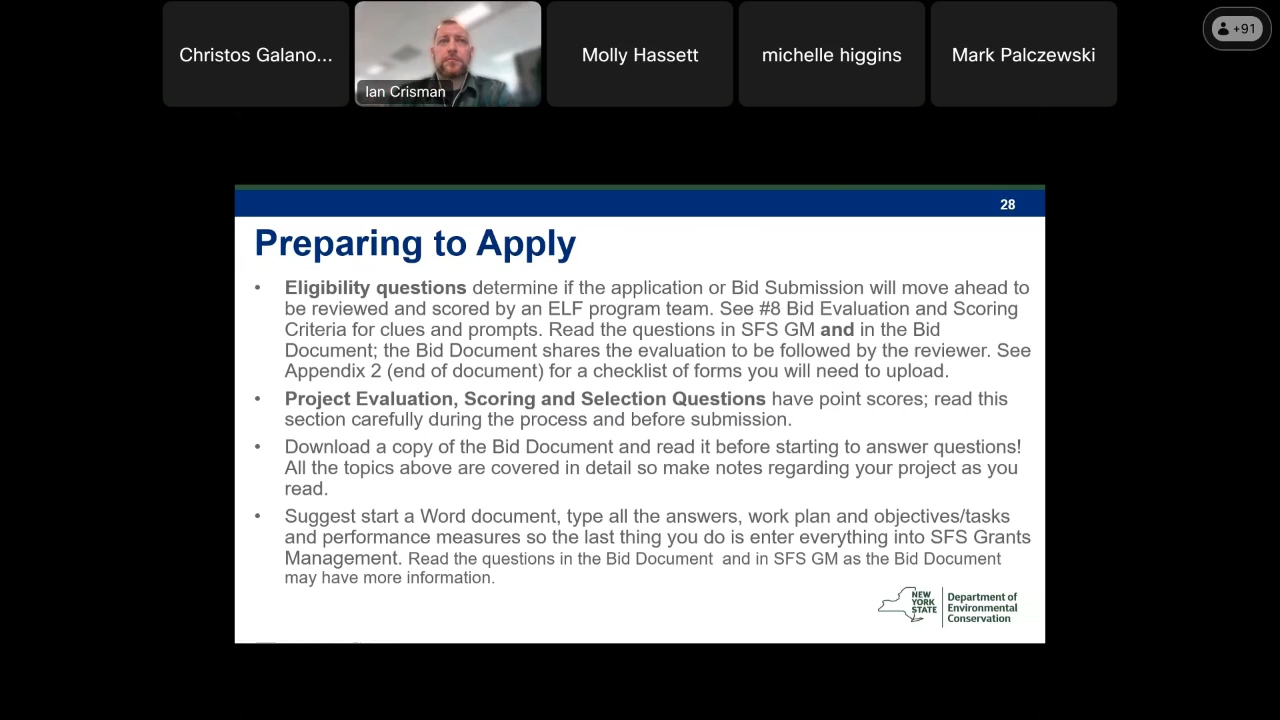 Christos Galano...
Ian Crisman
Molly Hassett
michelle higgins
Mark Palczewski
+91
28
Preparing to Apply
• Eligibility questions determine if the application or Bid Submission will move ahead to
be reviewed and scored by an ELF program team. See #8 Bid Evaluation and Scoring
Criteria for clues and prompts. Read the questions in SFS GM and in the Bid
Document; the Bid Document shares the evaluation to be followed by the reviewer. See
Appendix 2 (end of document) for a checklist of forms you will need to upload.
• Project Evaluation, Scoring and Selection Questions have point scores; read this
section carefully during the process and before submission.
• Download a copy of the Bid Document and read it before starting to answer questions!
All the topics above are covered in detail so make notes regarding your project as you
read.
• Suggest start a Word document, type all the answers, work plan and objectives/tasks
and performance measures so the last thing you do is enter everything into SFS Grants
Management. Read the questions in the Bid Document and in SFS GM as the Bid Document
may have more information.
NEW
YORK
STATE
Department of
Environmental
Conservation